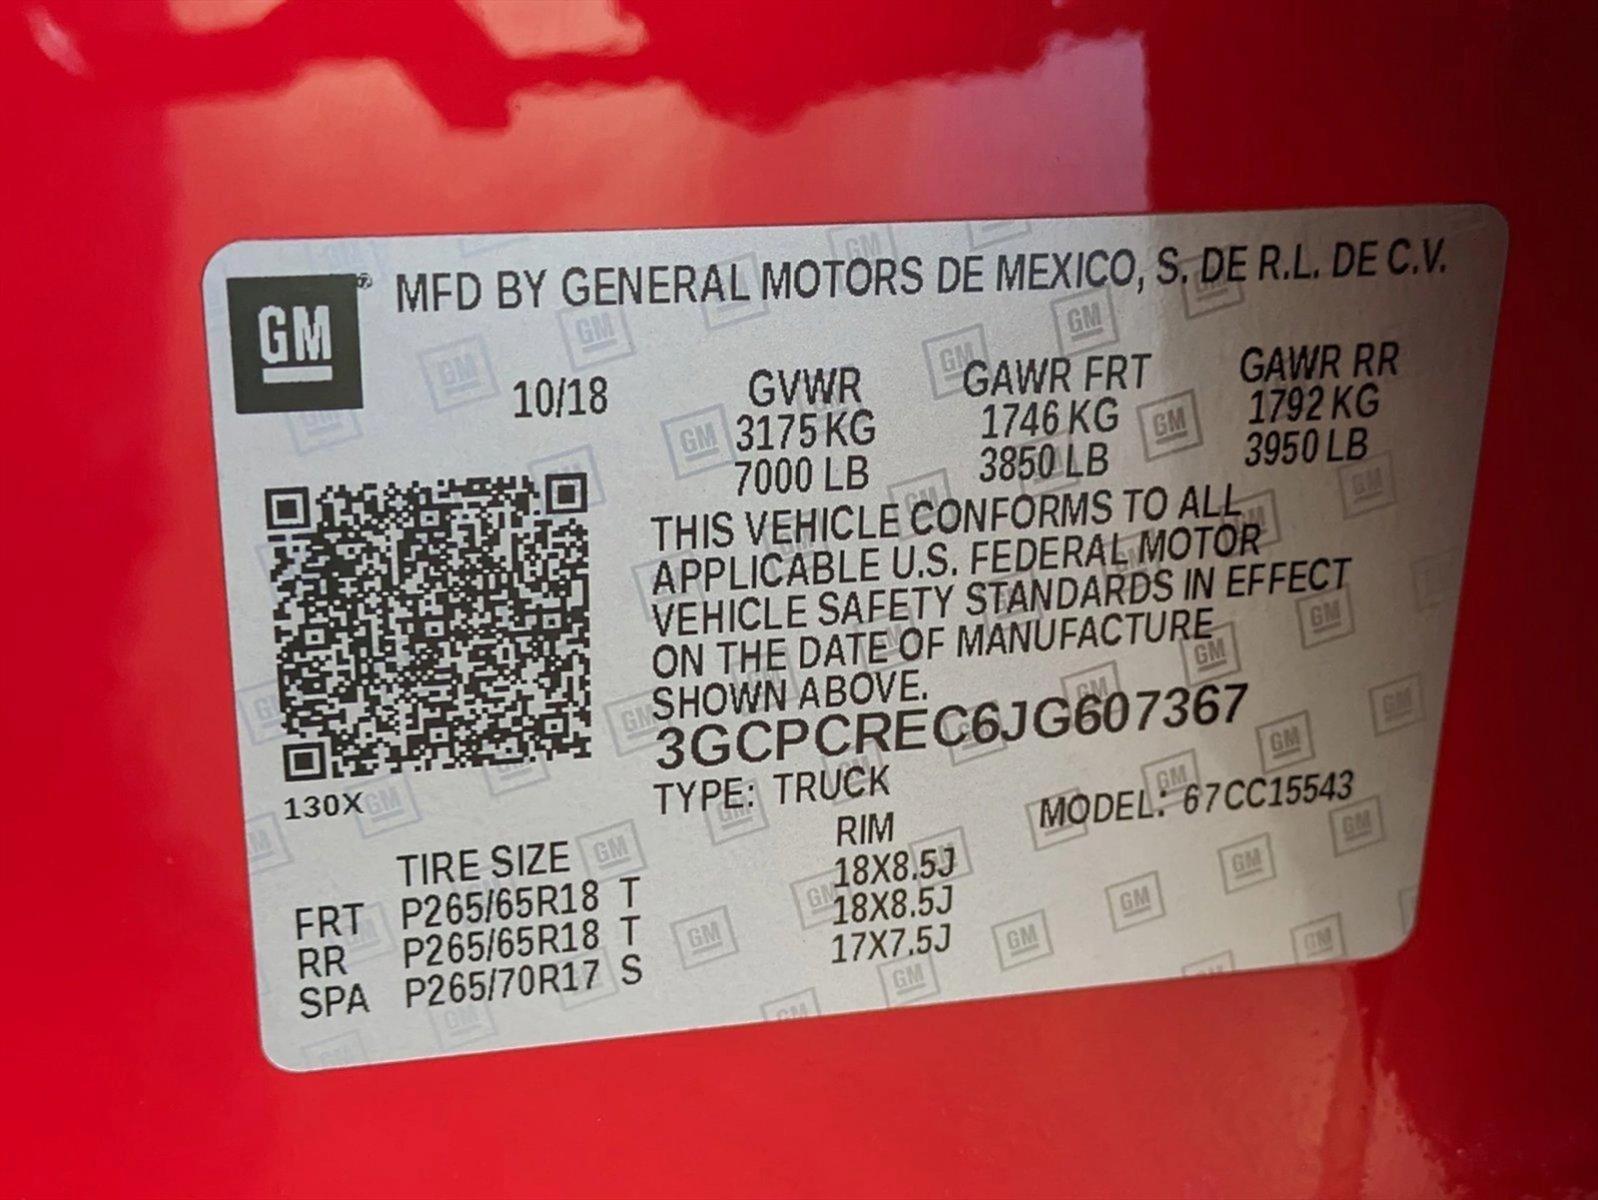 GM® MFD BY GENERAL MOTORS DE MEXICO, S. DE R.L. DE C.V.
10/18 GVWR GAWR FRT GAWR RR
3175 KG 1746 KG 1792 KG
7000 LB 3850 LB 3950 LB
THIS VEHICLE CONFORMS TO ALL
APPLICABLE U.S. FEDERAL MOTOR
VEHICLE SAFETY STANDARDS IN EFFECT
ON THE DATE OF MANUFACTURE
SHOWN ABOVE.
3GCPCREC6JG607367
130X TYPE: TRUCK MODEL: 67CC15543
TIRE SIZE RIM
FRT P265/65R18 T 18X8.5J
RR P265/65R18 T 18X8.5J
SPA P265/70R17 S 17X7.5J